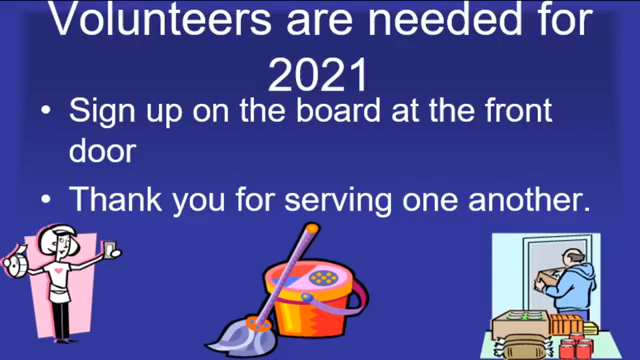 Volunteers are needed for
2021
• Sign up on the board at the front
door
• Thank you for serving one another.